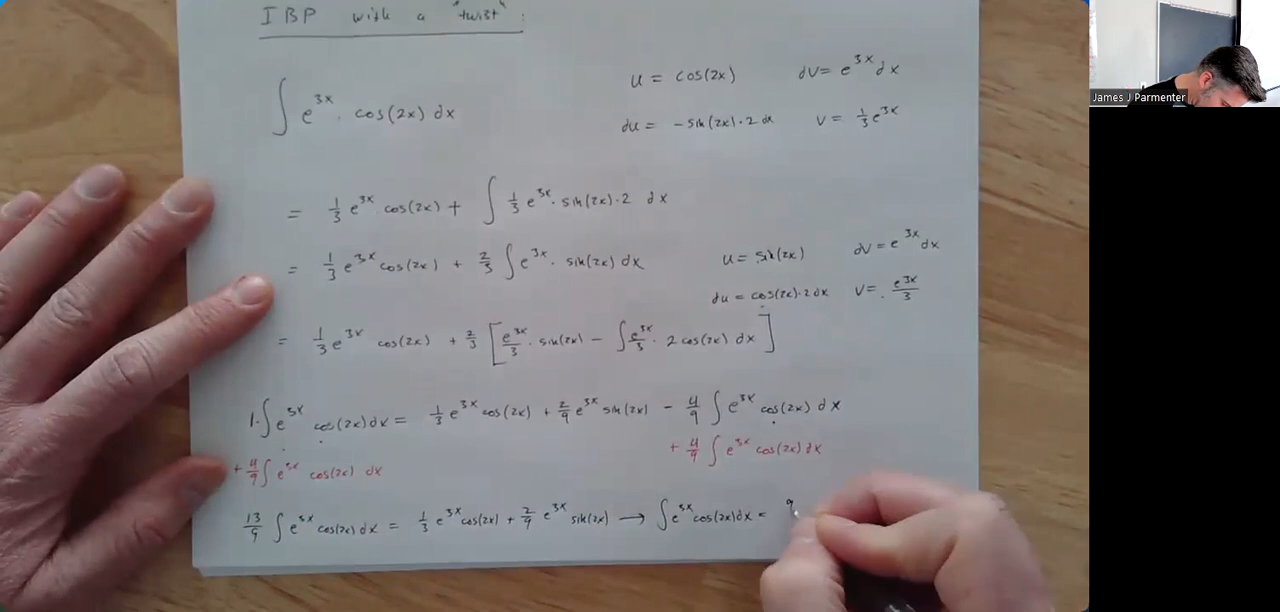 IBP with a "twist":
∫ e^{3x} · cos(2x) dx    u = cos(2x)    dv = e^{3x} dx
du = -sin(2x)·2 dx    v = 1/3 e^{3x}
= 1/3 e^{3x} cos(2x) + ∫ 1/3 e^{3x} · sin(2x)·2 dx
= 1/3 e^{3x} cos(2x) + 2/3 ∫ e^{3x} · sin(2x) dx    u = sin(2x)    dv = e^{3x} dx
du = cos(2x)·2dx    v = e^{3x}/3
= 1/3 e^{3x} cos(2x) + 2/3 [ e^{3x}/3 · sin(2x) - ∫ e^{3x}/3 · 2cos(2x) dx ]
1·∫ e^{3x} cos(2x) dx = 1/3 e^{3x} cos(2x) + 2/9 e^{3x} sin(2x) - 4/9 ∫ e^{3x} cos(2x) dx
+ 4/9 ∫ e^{3x} cos(2x) dx    + 4/9 ∫ e^{3x} cos(2x) dx
13/9 ∫ e^{3x} cos(2x) dx = 1/3 e^{3x} cos(2x) + 2/9 e^{3x} sin(2x) → ∫ e^{3x} cos(2x) dx = 9
James J Parmenter